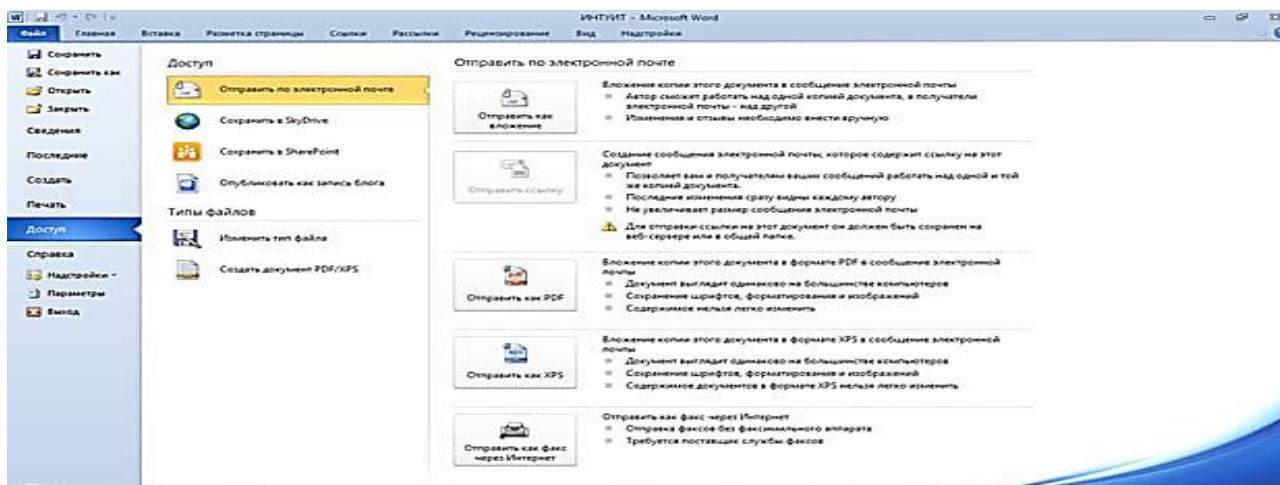 ИНТУИТ - Microsoft Word
Файл Главная Вставка Разметка страницы Ссылки Рассылки Рецензирование Вид Надстройки
Сохранить
Сохранить как
Открыть
Закрыть
Сведения
Последние
Создать
Печать
Доступ
Справка
Надстройки
Параметры
Выход
Доступ
Отправить по электронной почте
Сохранить в SkyDrive
Сохранить в SharePoint
Опубликовать как запись блога
Типы файлов
Изменить тип файла
Создать документ PDF/XPS
Отправить по электронной почте
Отправить как
вложение
Вложение копии этого документа в сообщение электронной почты
Автор сможет работать над одной копией документа, а получатели
электронной почты - над другой
Изменения и отзывы необходимо внести вручную
Отправить ссылку
Создание сообщения электронной почты, которое содержит ссылку на этот
документ
Позволяет вам и получателям ваших сообщений работать над одной и той
же копией документа.
Последние изменения сразу видны каждому автору
Не увеличивает размер сообщения электронной почты
Для отправки ссылки на этот документ он должен быть сохранен на
веб-сервере или в общей папке.
Отправить как PDF
Вложение копии этого документа в формате PDF в сообщение электронной
почты
Документ выглядит одинаково на большинстве компьютеров
Сохранение шрифтов, форматирования и изображений
Содержимое нельзя легко изменить
Отправить как XPS
Вложение копии этого документа в формате XPS в сообщение электронной
почты
Документ выглядит одинаково на большинстве компьютеров
Сохранение шрифтов, форматирования и изображений
Содержимое документов в формате XPS нельзя легко изменить
Отправить как факс
через Интернет
Отправить как факс через Интернет
Отправка факсов без факсимильного аппарата
Требуется поставщик службы факсов